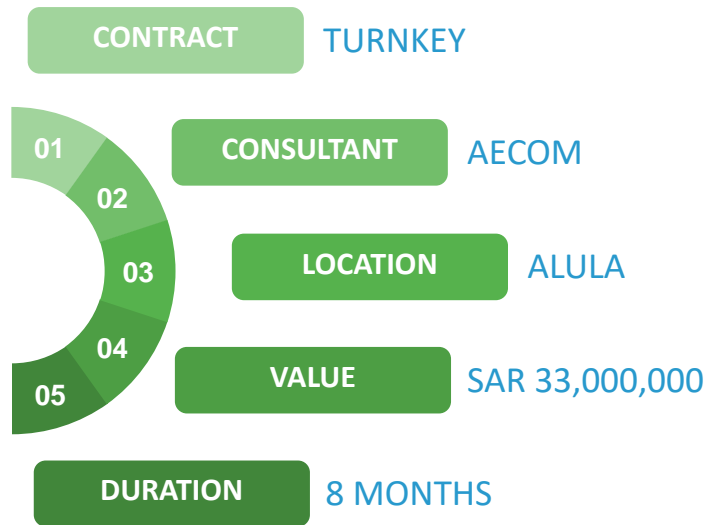 CONTRACT TURNKEY
01 CONSULTANT AECOM
02
03 LOCATION ALULA
04 VALUE SAR 33,000,000
05
DURATION 8 MONTHS